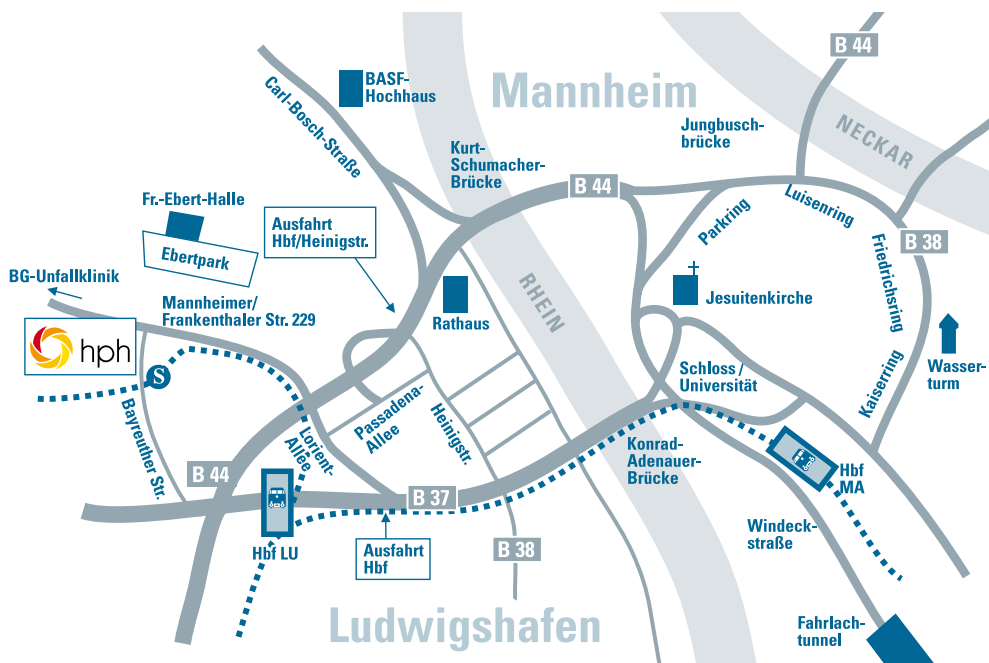 B 44
BASF-
Hochhaus
Mannheim
Carl-Bosch-Straße
Jungbusch-
brücke
NECKAR
Kurt-
Schumacher-
Brücke
B 44
Fr.-Ebert-Halle
Ebertpark
Ausfahrt
Hbf/Heinigstr.
Parkring
Luisenring
B 38
Friedrichsring
BG-Unfallklinik
Mannheimer/
Frankenthaler Str. 229
Rathaus
RHEIN
Jesuitenkirche
hph
S
Schloss /
Universität
Wasser-
turm
Kaiserring
Bayreuther Str.
Lorient-
Allee
Passadena-
Allee
Heinigstr.
Konrad-
Adenauer-
Brücke
Hbf
MA
B 44
B 37
Hbf LU
Ausfahrt
Hbf
B 38
Windeck-
straße
Ludwigshafen
Fahrlach-
tunnel